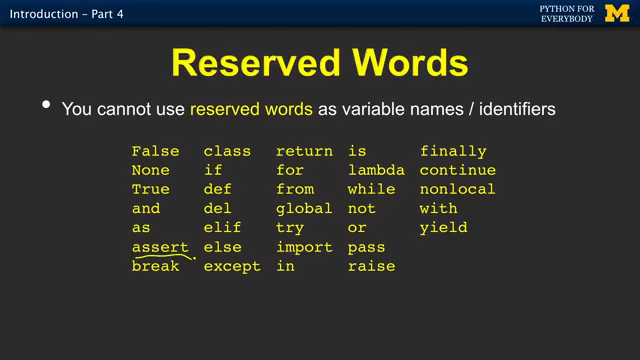 Introduction – Part 4
PYTHON FOR
EVERYBODY
M
Reserved Words
• You cannot use reserved words as variable names / identifiers
False class return is finally
None if for lambda continue
True def from while nonlocal
and del global not with
as elif try or yield
assert else import pass
break except in raise